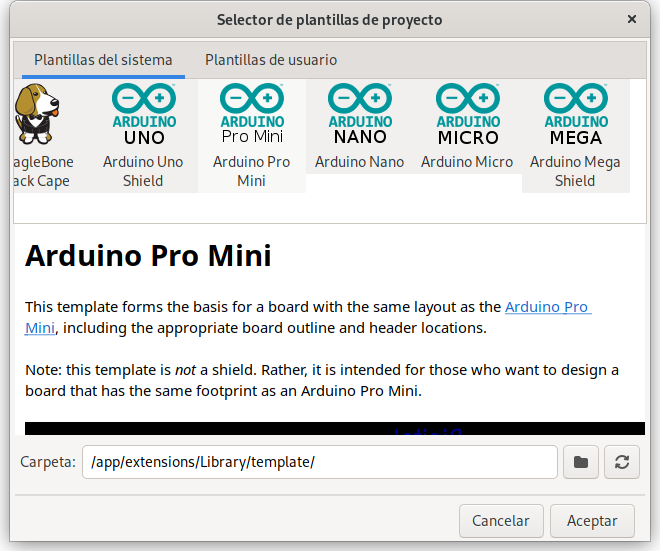 Selector de plantillas de proyecto
Plantillas del sistema
Plantillas de usuario
ARDUINO
UNO
ARDUINO
Pro Mini
ARDUINO
NANO
ARDUINO
MICRO
ARDUINO
MEGA
agleBone
ack Cape
Arduino Uno
Shield
Arduino Pro
Mini
Arduino Nano
Arduino Micro
Arduino Mega
Shield
Arduino Pro Mini
This template forms the basis for a board with the same layout as the Arduino Pro
Mini, including the appropriate board outline and header locations.
Note: this template is not a shield. Rather, it is intended for those who want to design a
board that has the same footprint as an Arduino Pro Mini.
Carpeta:
/app/extensions/Library/template/
Cancelar
Aceptar